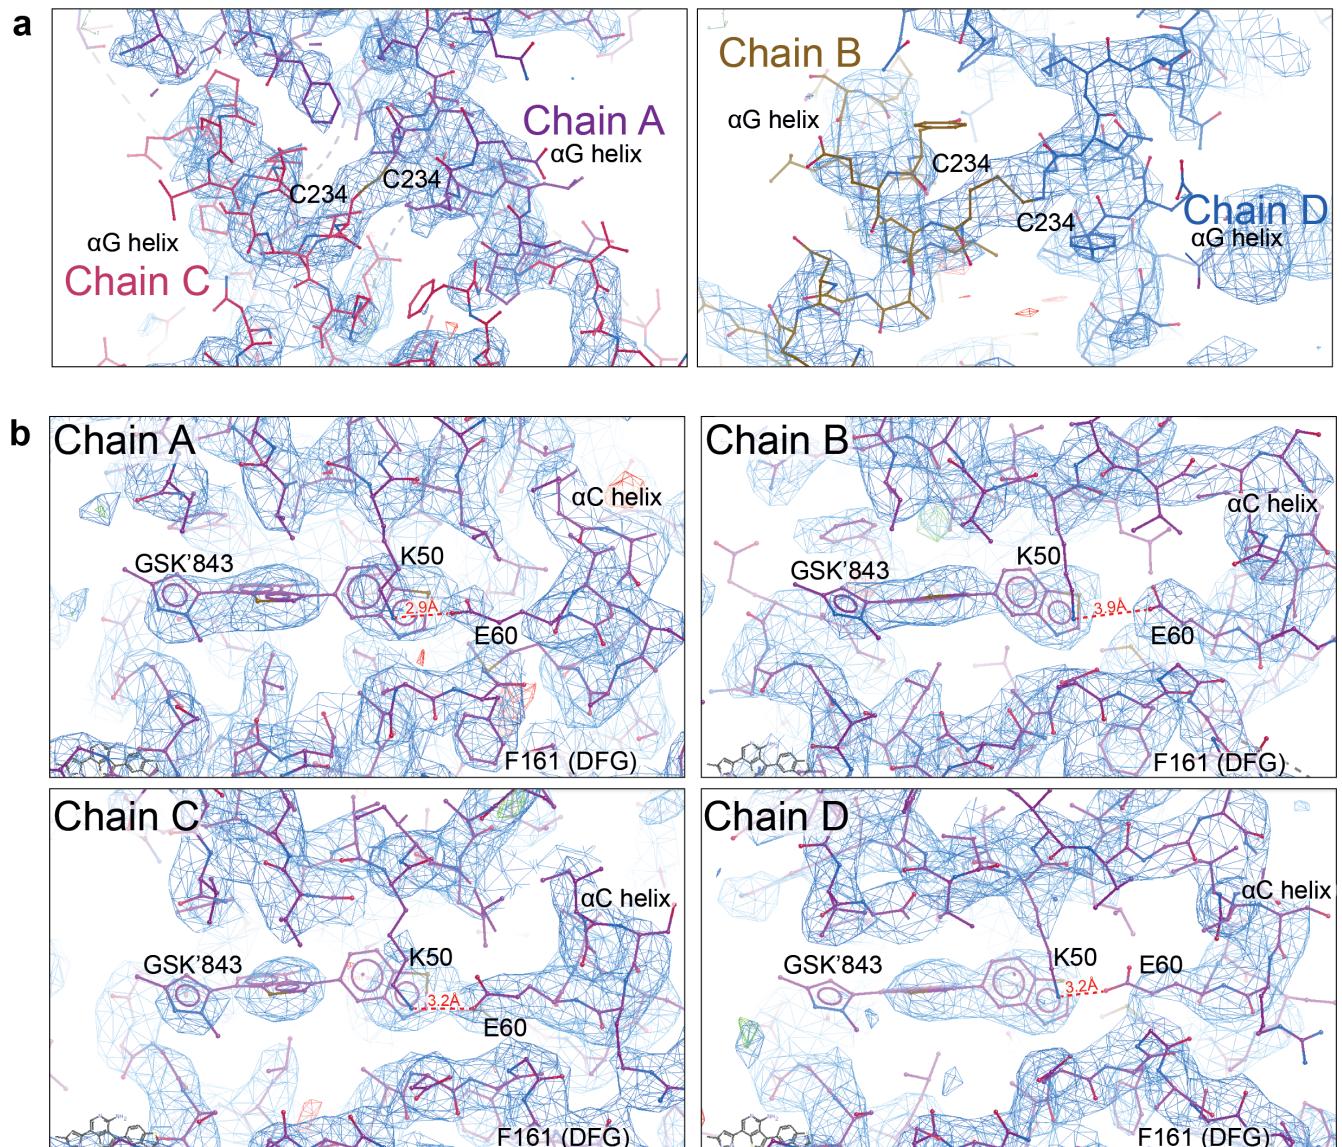 a
Chain A
αG helix
C234
C234
αG helix
Chain C
Chain B
αG helix
C234
C234
Chain D
αG helix
b
Chain A
αC helix
GSK'843
K50
2.9Å
E60
F161 (DFG)
Chain B
αC helix
GSK'843
K50
3.9Å
E60
F161 (DFG)
Chain C
αC helix
GSK'843
K50
3.2Å
E60
F161 (DFG)
Chain D
αC helix
GSK'843
K50
E60
3.2Å
F161 (DFG)